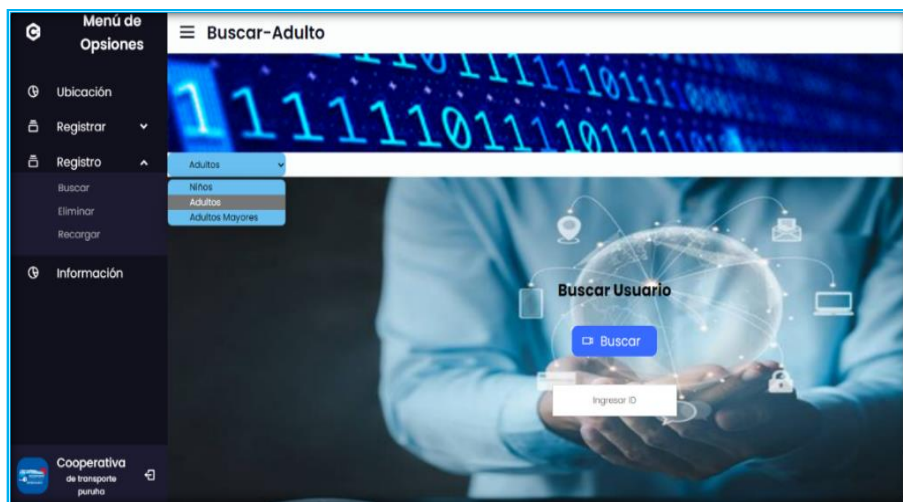 Menú de
Opsiones
Ubicación
Registrar
Registro
Buscar
Eliminar
Recargar
Información
Cooperativa
de transporte
puruha
Buscar-Adulto
Adultos
Niños
Adultos
Adultos Mayores
Buscar Usuario
Buscar
Ingresar ID